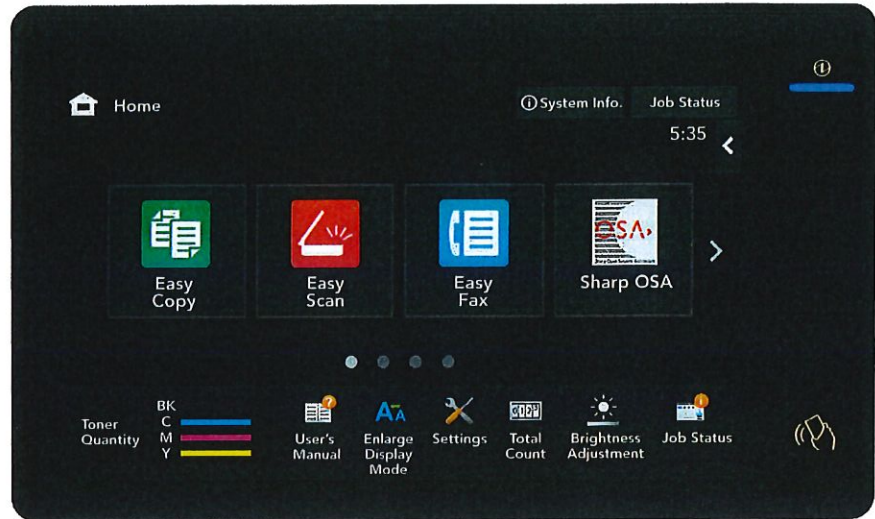 Home
System Info.
Job Status
5:35
Easy
Copy
Easy
Scan
Easy
Fax
OSA
Sharp OSA
Toner
Quantity
BK
C
M
Y
User's
Manual
Enlarge
Display
Mode
Settings
Total
Count
Brightness
Adjustment
Job Status